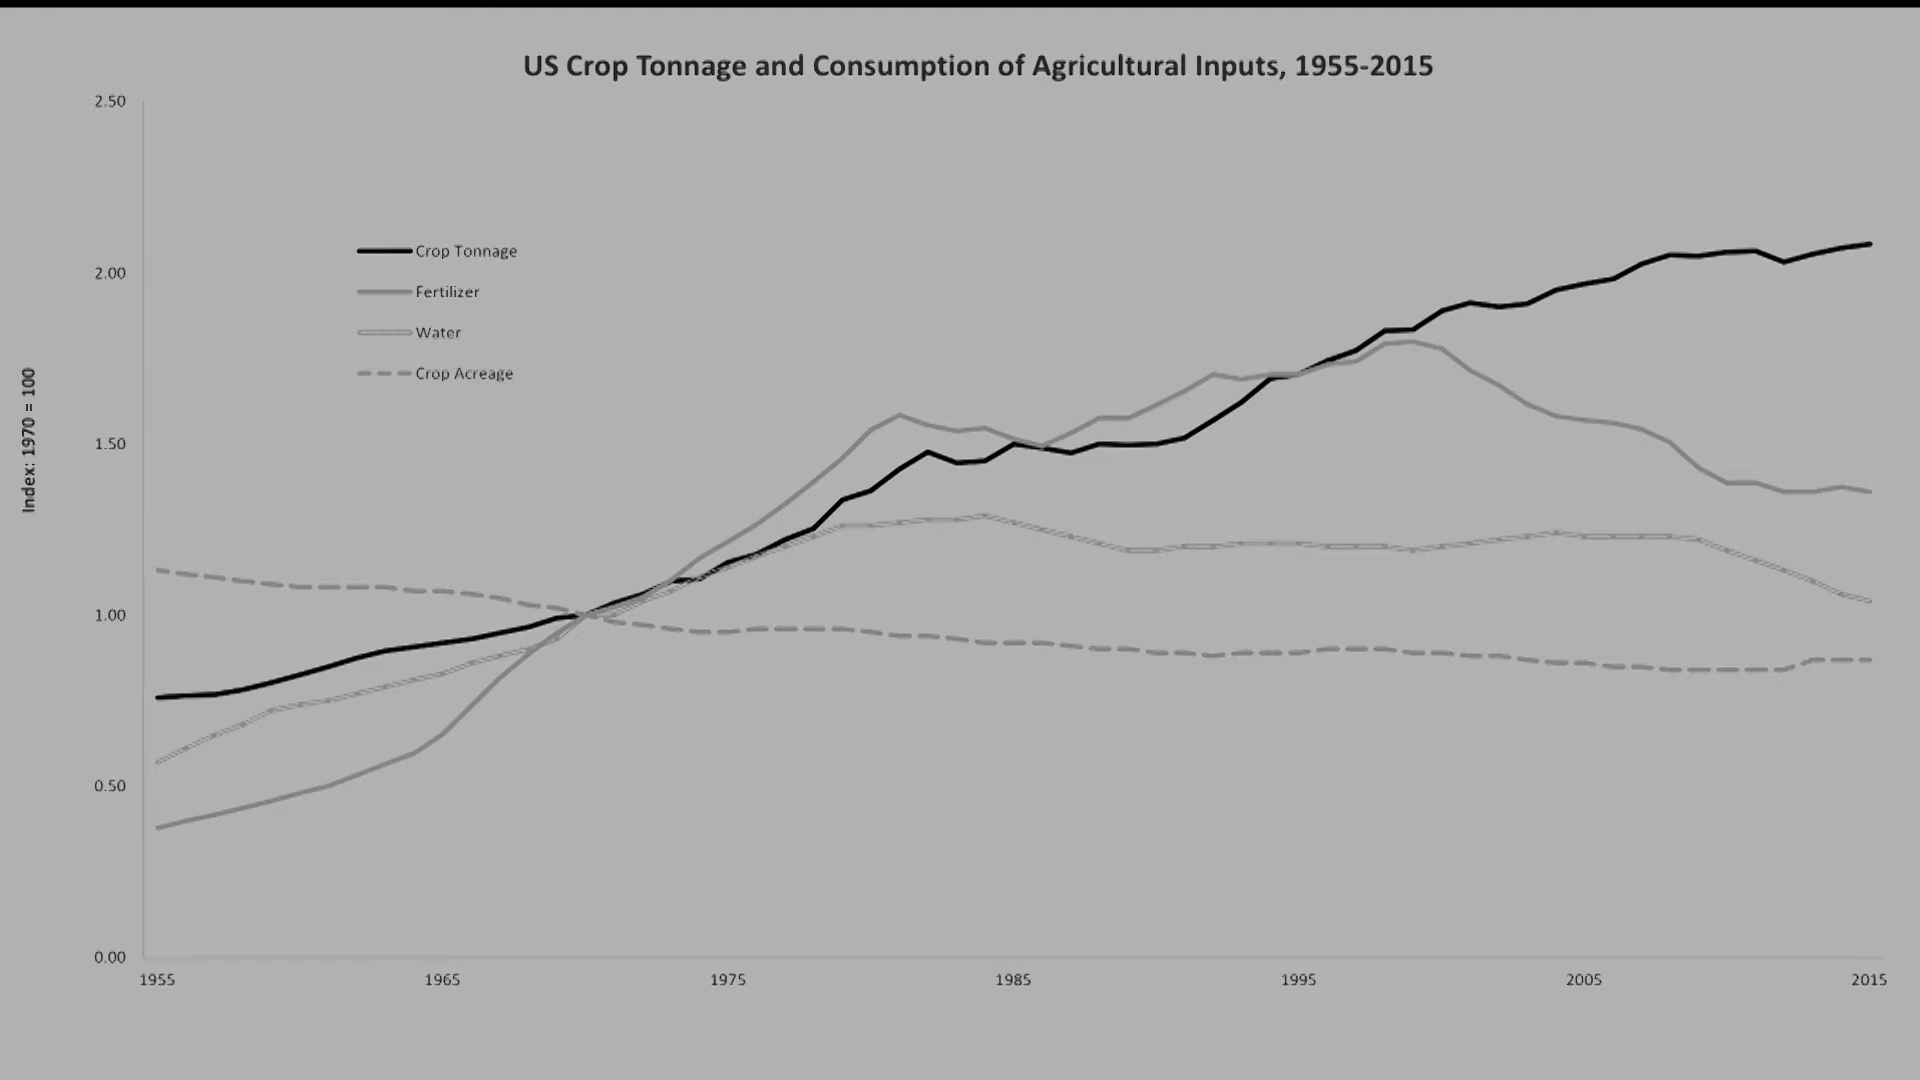 US Crop Tonnage and Consumption of Agricultural Inputs, 1955-2015
2.50
2.00
1.50
1.00
0.50
0.00
Index: 1970 = 100
Crop Tonnage
Fertilizer
Water
Crop Acreage
1955 1965 1975 1985 1995 2005 2015